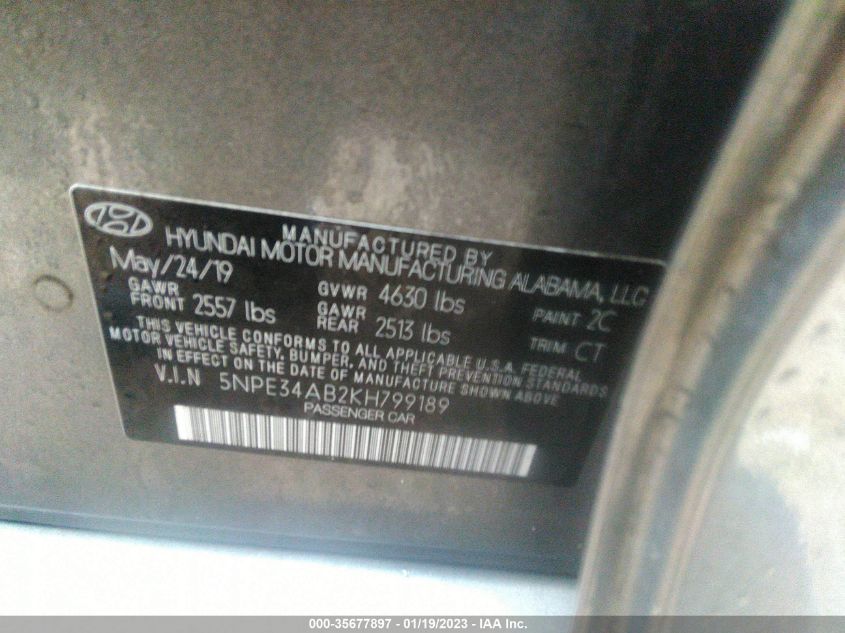 MANUFACTURED BY
HYUNDAI MOTOR MANUFACTURING ALABAMA, LLC
May/24/19 GVWR 4630 lbs PAINT 2C
GAWR FRONT 2557 lbs GAWR REAR 2513 lbs TRIM CT
THIS VEHICLE CONFORMS TO ALL APPLICABLE U.S.A. FEDERAL
MOTOR VEHICLE SAFETY, BUMPER, AND THEFT PREVENTION STANDARDS
IN EFFECT ON THE DATE OF MANUFACTURE SHOWN ABOVE
V.I.N 5NPE34AB2KH799189
PASSENGER CAR
000-35677897 - 01/19/2023 - IAA Inc.